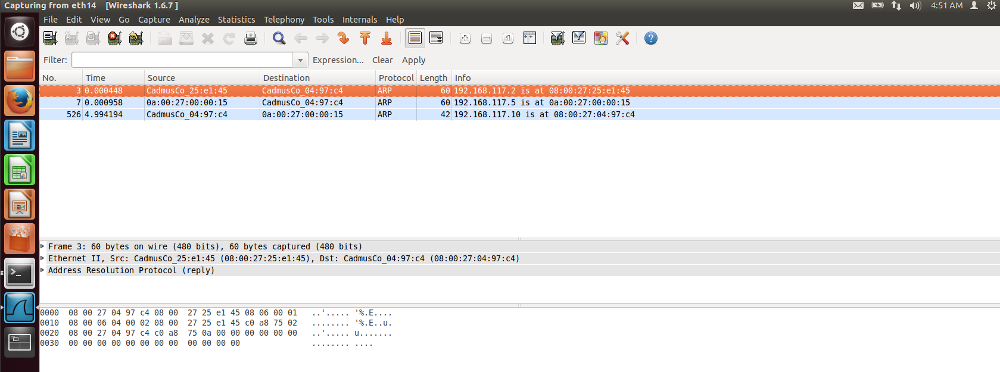 Capturing from eth14   [Wireshark 1.6.7 ]   4:51 AM
File Edit View Go Capture Analyze Statistics Telephony Tools Internals Help
Filter: Expression... Clear Apply
No. Time Source Destination Protocol Length Info
3 0.000448 CadmusCo_25:e1:45 CadmusCo_04:97:c4 ARP 60 192.168.117.2 is at 08:00:27:25:e1:45
7 0.000958 0a:00:27:00:00:15 CadmusCo_04:97:c4 ARP 60 192.168.117.5 is at 0a:00:27:00:00:15
526 4.994194 CadmusCo_04:97:c4 0a:00:27:00:00:15 ARP 42 192.168.117.10 is at 08:00:27:04:97:c4
Frame 3: 60 bytes on wire (480 bits), 60 bytes captured (480 bits)
Ethernet II, Src: CadmusCo_25:e1:45 (08:00:27:25:e1:45), Dst: CadmusCo_04:97:c4 (08:00:27:04:97:c4)
Address Resolution Protocol (reply)
0000  08 00 27 04 97 c4 08 00  27 25 e1 45 08 06 00 01   ..'..... '%.E....
0010  08 00 06 04 00 02 08 00  27 25 e1 45 c0 a8 75 02   ........ '%.E..u.
0020  08 00 27 04 97 c4 c0 a8  75 0a 00 00 00 00 00 00   ..'..... u.......
0030  00 00 00 00 00 00 00 00  00 00 00 00               ........ ....